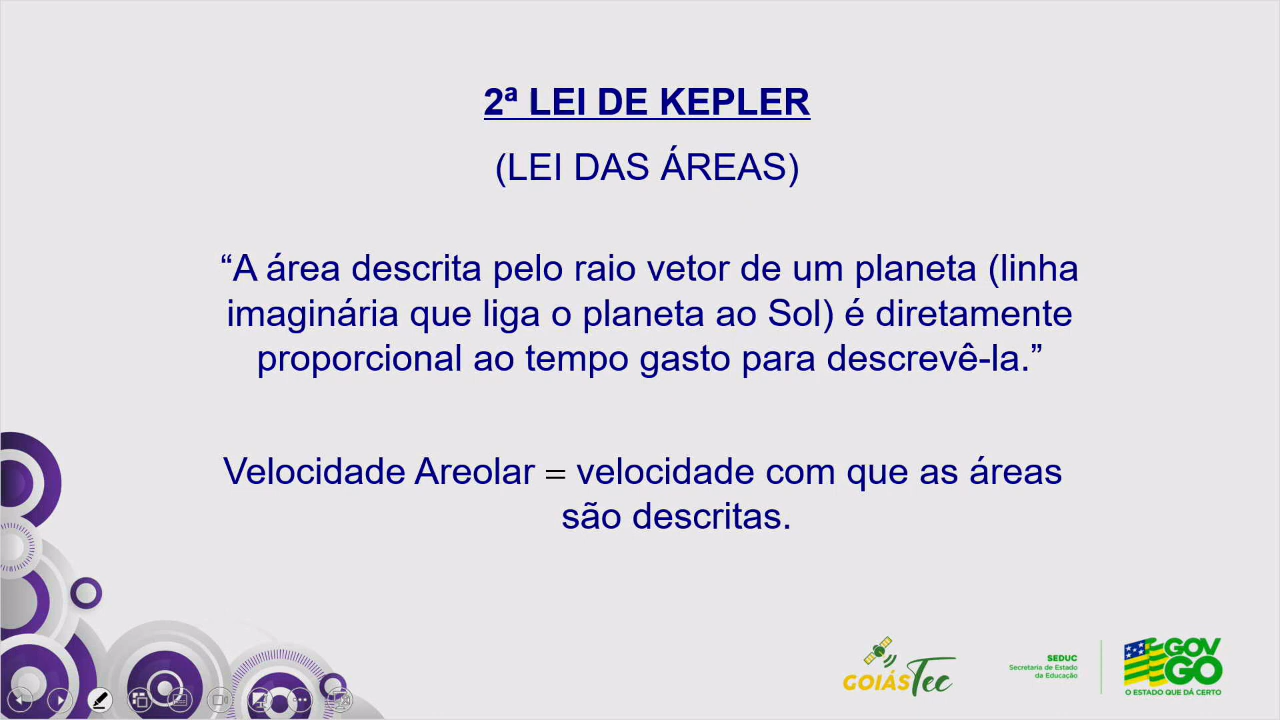 2ª LEI DE KEPLER
(LEI DAS ÁREAS)
“A área descrita pelo raio vetor de um planeta (linha
imaginária que liga o planeta ao Sol) é diretamente
proporcional ao tempo gasto para descrevê-la.”
Velocidade Areolar = velocidade com que as áreas
são descritas.
GOIÁSTec
SEDUC
Secretaria de Estado
da Educação
GOV
GO
O ESTADO QUE DÁ CERTO